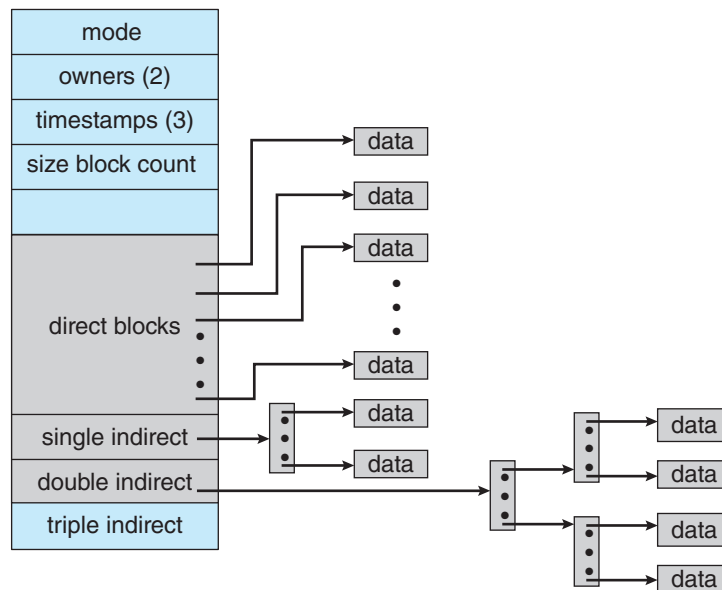 mode
owners (2)
timestamps (3)
size block count
direct blocks
single indirect
double indirect
triple indirect
data
data
data
data
data
data
data
data
data
data